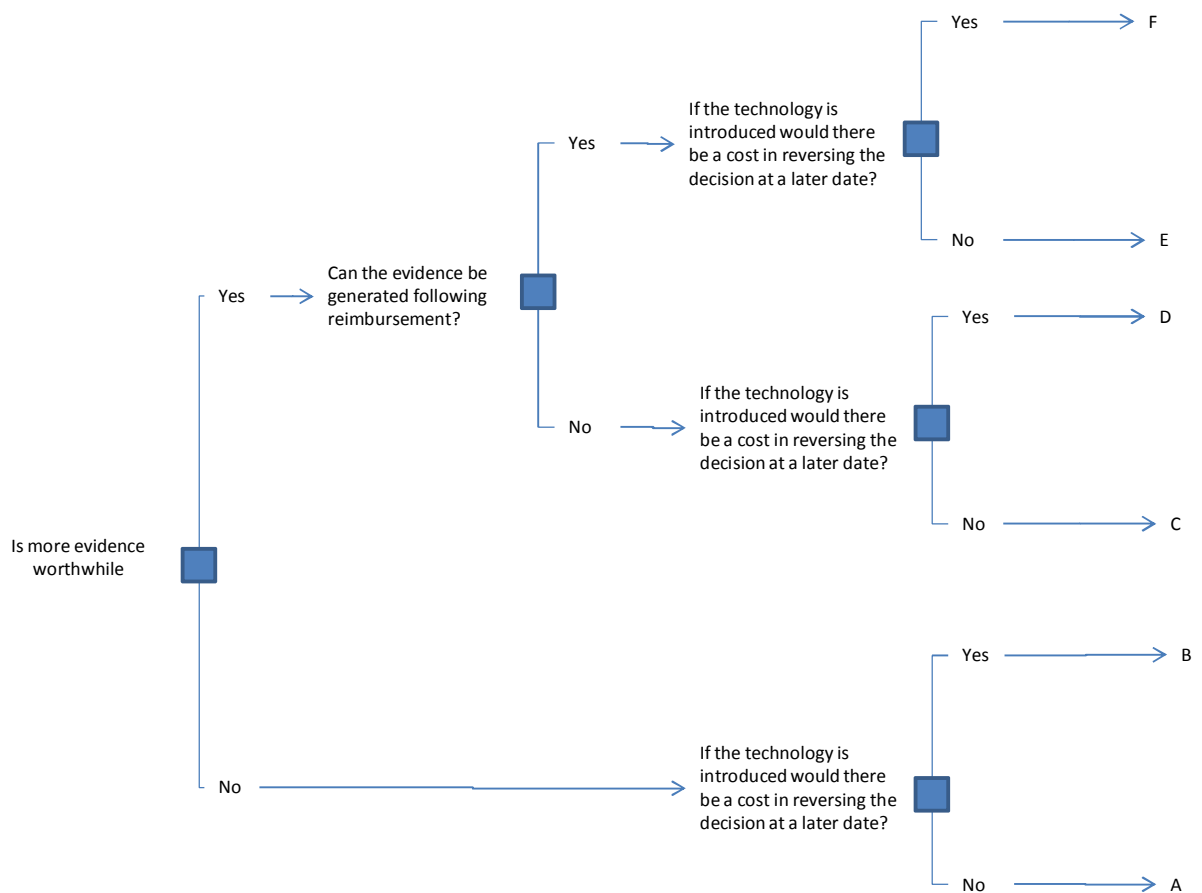 Yes
F
If the technology is
introduced would there
be a cost in reversing the
decision at a later date?
Yes
No
E
Can the evidence be
generated following
reimbursement?
Yes
Yes
D
If the technology is
introduced would there
be a cost in reversing the
decision at a later date?
No
No
C
Is more evidence
worthwhile
Yes
B
If the technology is
introduced would there
be a cost in reversing the
decision at a later date?
No
No
A